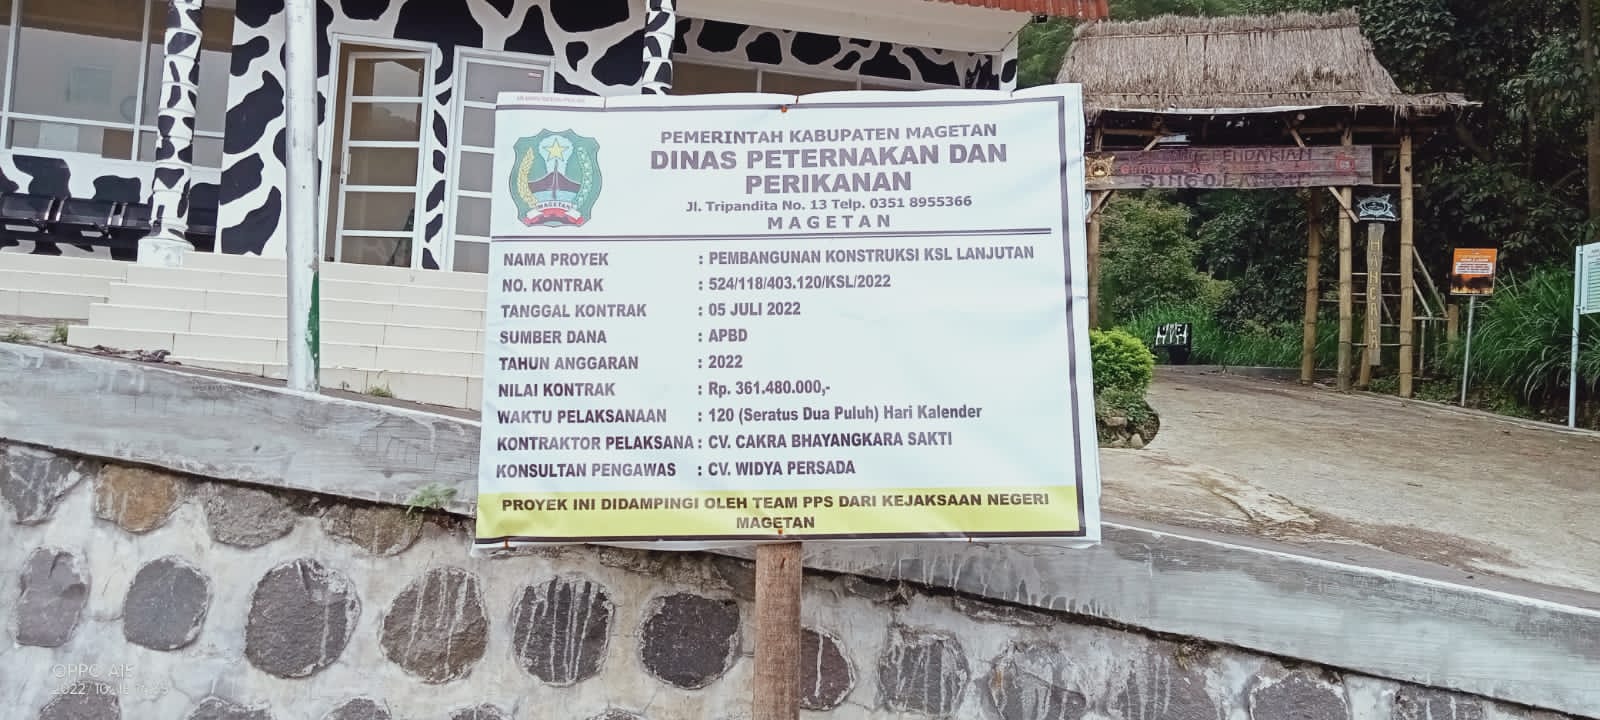 PEMERINTAH KABUPATEN MAGETAN
DINAS PETERNAKAN DAN
PERIKANAN
Jl. Tripandita No. 13 Telp. 0351 8955366
MAGETAN
MAGETAN
NAMA PROYEK : PEMBANGUNAN KONSTRUKSI KSL LANJUTAN
NO. KONTRAK : 524/118/403.120/KSL/2022
TANGGAL KONTRAK : 05 JULI 2022
SUMBER DANA : APBD
TAHUN ANGGARAN : 2022
NILAI KONTRAK : Rp. 361.480.000,-
WAKTU PELAKSANAAN : 120 (Seratus Dua Puluh) Hari Kalender
KONTRAKTOR PELAKSANA : CV. CAKRA BHAYANGKARA SAKTI
KONSULTAN PENGAWAS : CV. WIDYA PERSADA
PROYEK INI DIDAMPINGI OLEH TEAM PPS DARI KEJAKSAAN NEGERI
MAGETAN
PENDAKIAN
HANCALA
OPPO A15